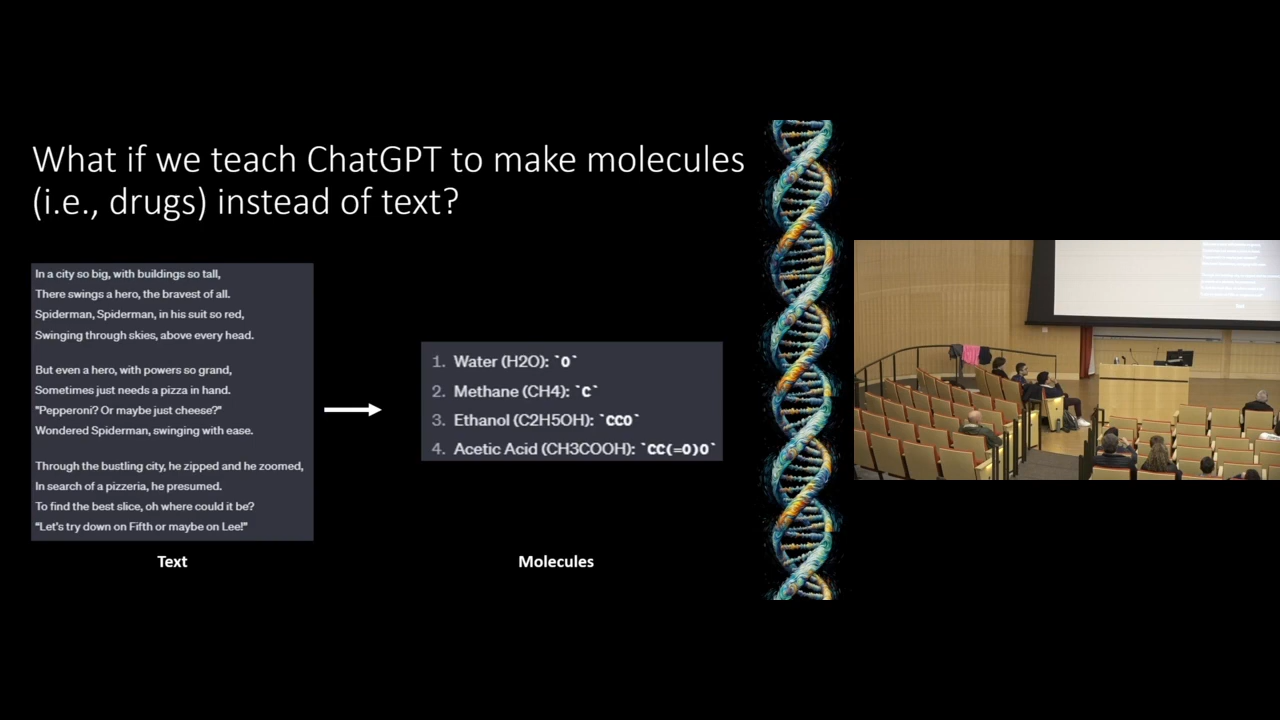 What if we teach ChatGPT to make molecules
(i.e., drugs) instead of text?
In a city so big, with buildings so tall,
There swings a hero, the bravest of all.
Spiderman, Spiderman, in his suit so red,
Swinging through skies, above every head.
But even a hero, with powers so grand,
Sometimes just needs a pizza in hand.
"Pepperoni? Or maybe just cheese?"
Wondered Spiderman, swinging with ease.
Through the bustling city, he zipped and he zoomed,
In search of a pizzeria, he presumed.
To find the best slice, oh where could it be?
"Let's try down on Fifth or maybe on Lee!"
Text
1. Water (H2O): `O`
2. Methane (CH4): `C`
3. Ethanol (C2H5OH): `CCO`
4. Acetic Acid (CH3COOH): `CC(=O)O`
Molecules